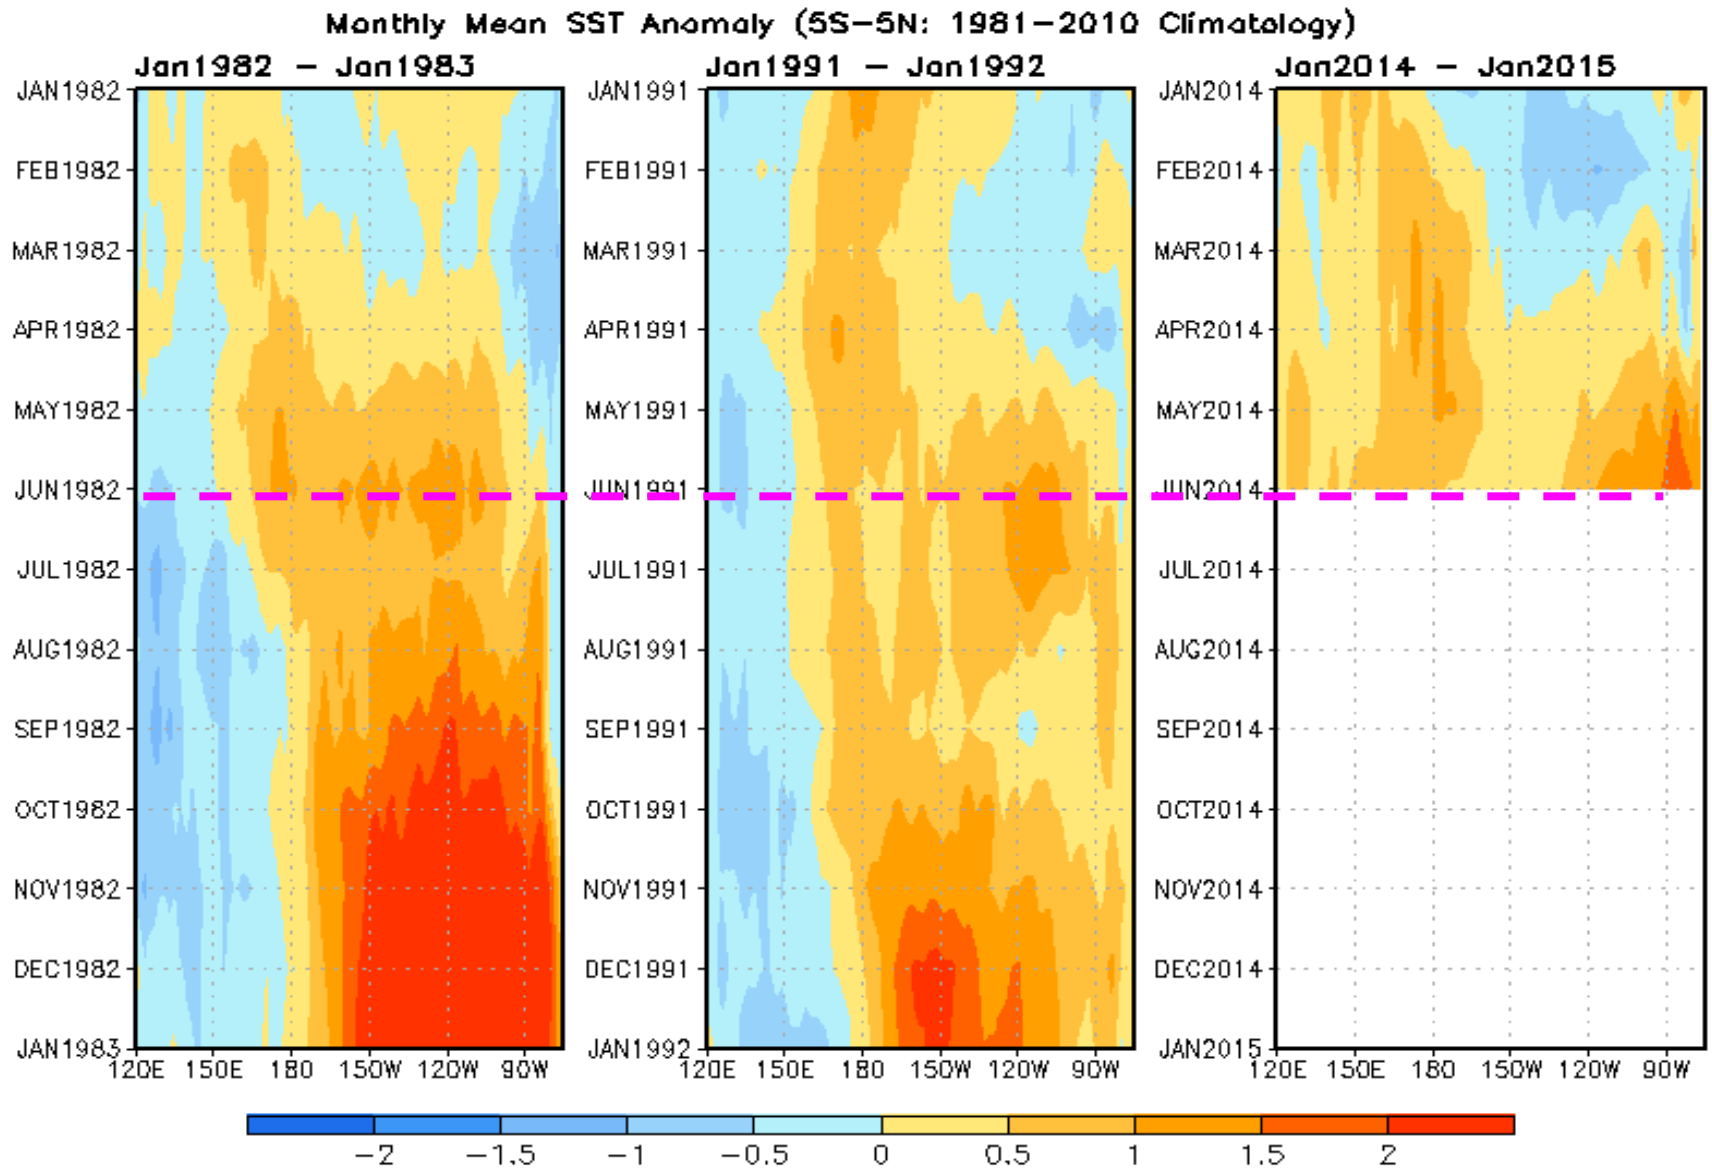 Monthly Mean SST Anomaly (5S-5N: 1981-2010 Climatology)
Jan1982 - Jan1983
JAN1982
FEB1982
MAR1982
APR1982
MAY1982
JUN1982
JUL1982
AUG1982
SEP1982
OCT1982
NOV1982
DEC1982
JAN1983
120E 150E 180 150W 120W 90W
Jan1991 - Jan1992
JAN1991
FEB1991
MAR1991
APR1991
MAY1991
JUN1991
JUL1991
AUG1991
SEP1991
OCT1991
NOV1991
DEC1991
JAN1992
120E 150E 180 150W 120W 90W
Jan2014 - Jan2015
JAN2014
FEB2014
MAR2014
APR2014
MAY2014
JUN2014
JUL2014
AUG2014
SEP2014
OCT2014
NOV2014
DEC2014
JAN2015
120E 150E 180 150W 120W 90W
-2 -1.5 -1 -0.5 0 0.5 1 1.5 2